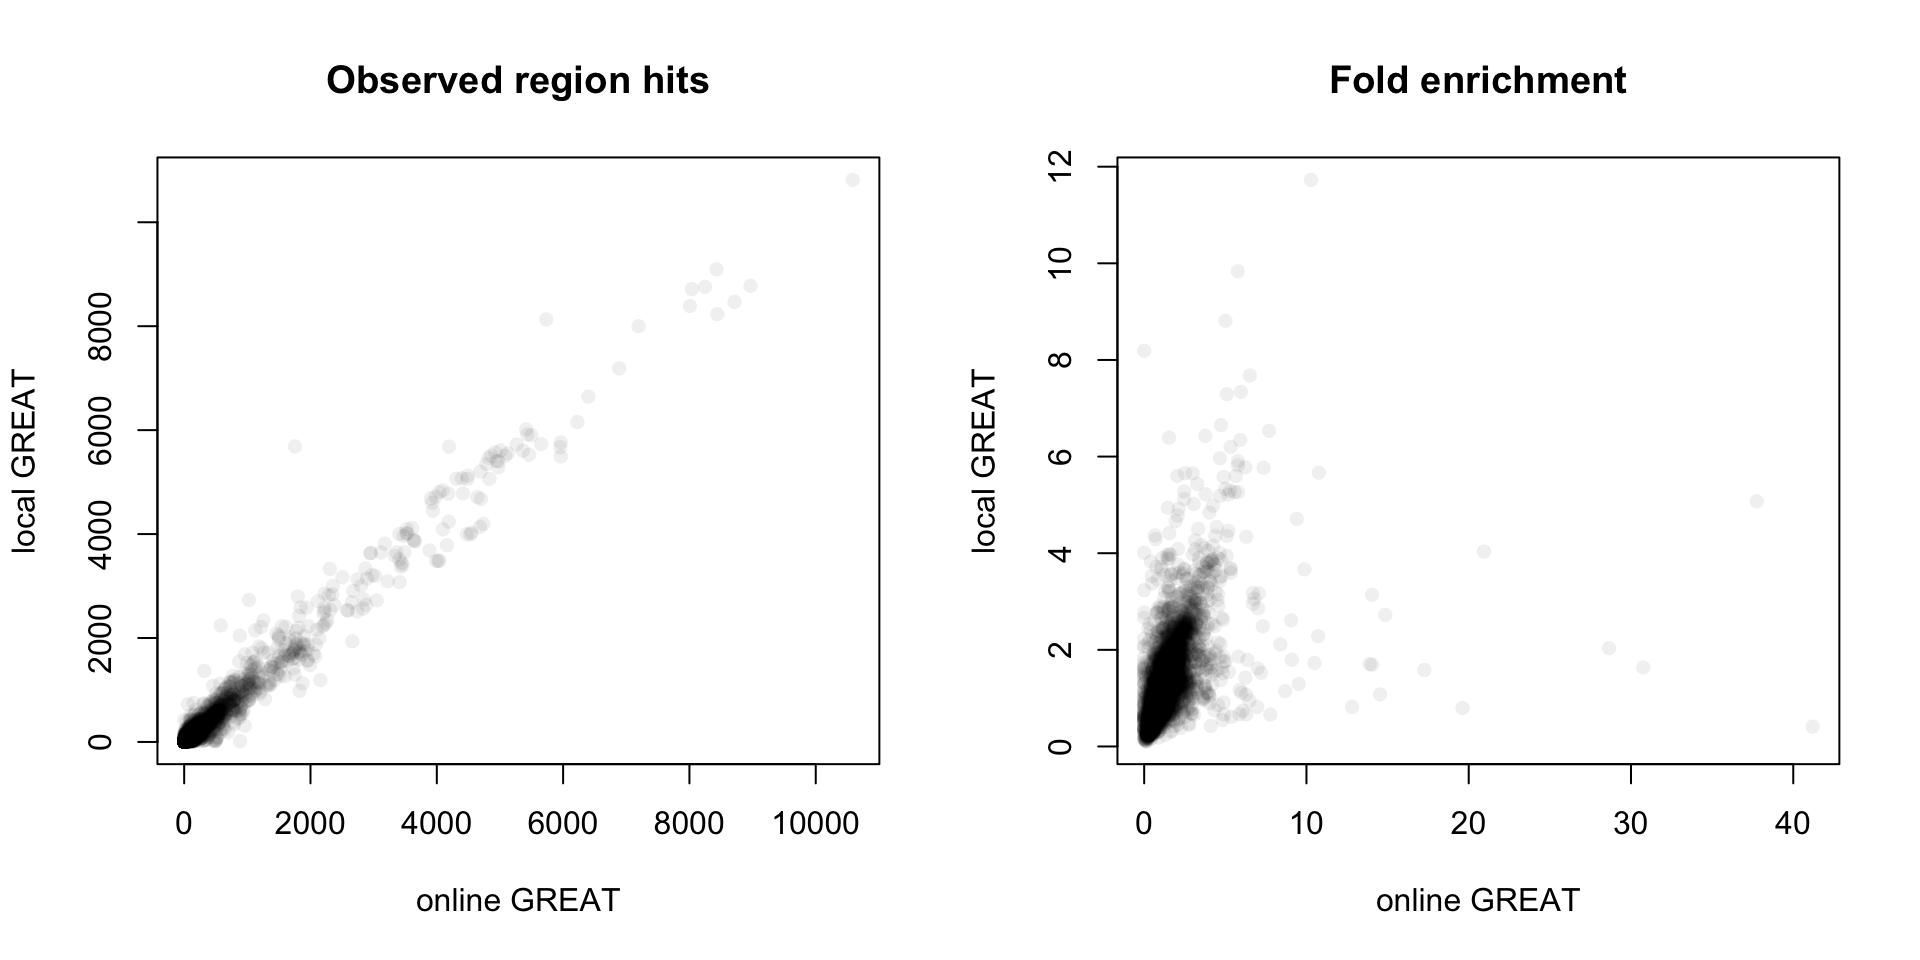 Observed region hits
local GREAT
8000
6000
4000
2000
0
0 2000 4000 6000 8000 10000
online GREAT
Fold enrichment
local GREAT
12
10
8
6
4
2
0
0 10 20 30 40
online GREAT